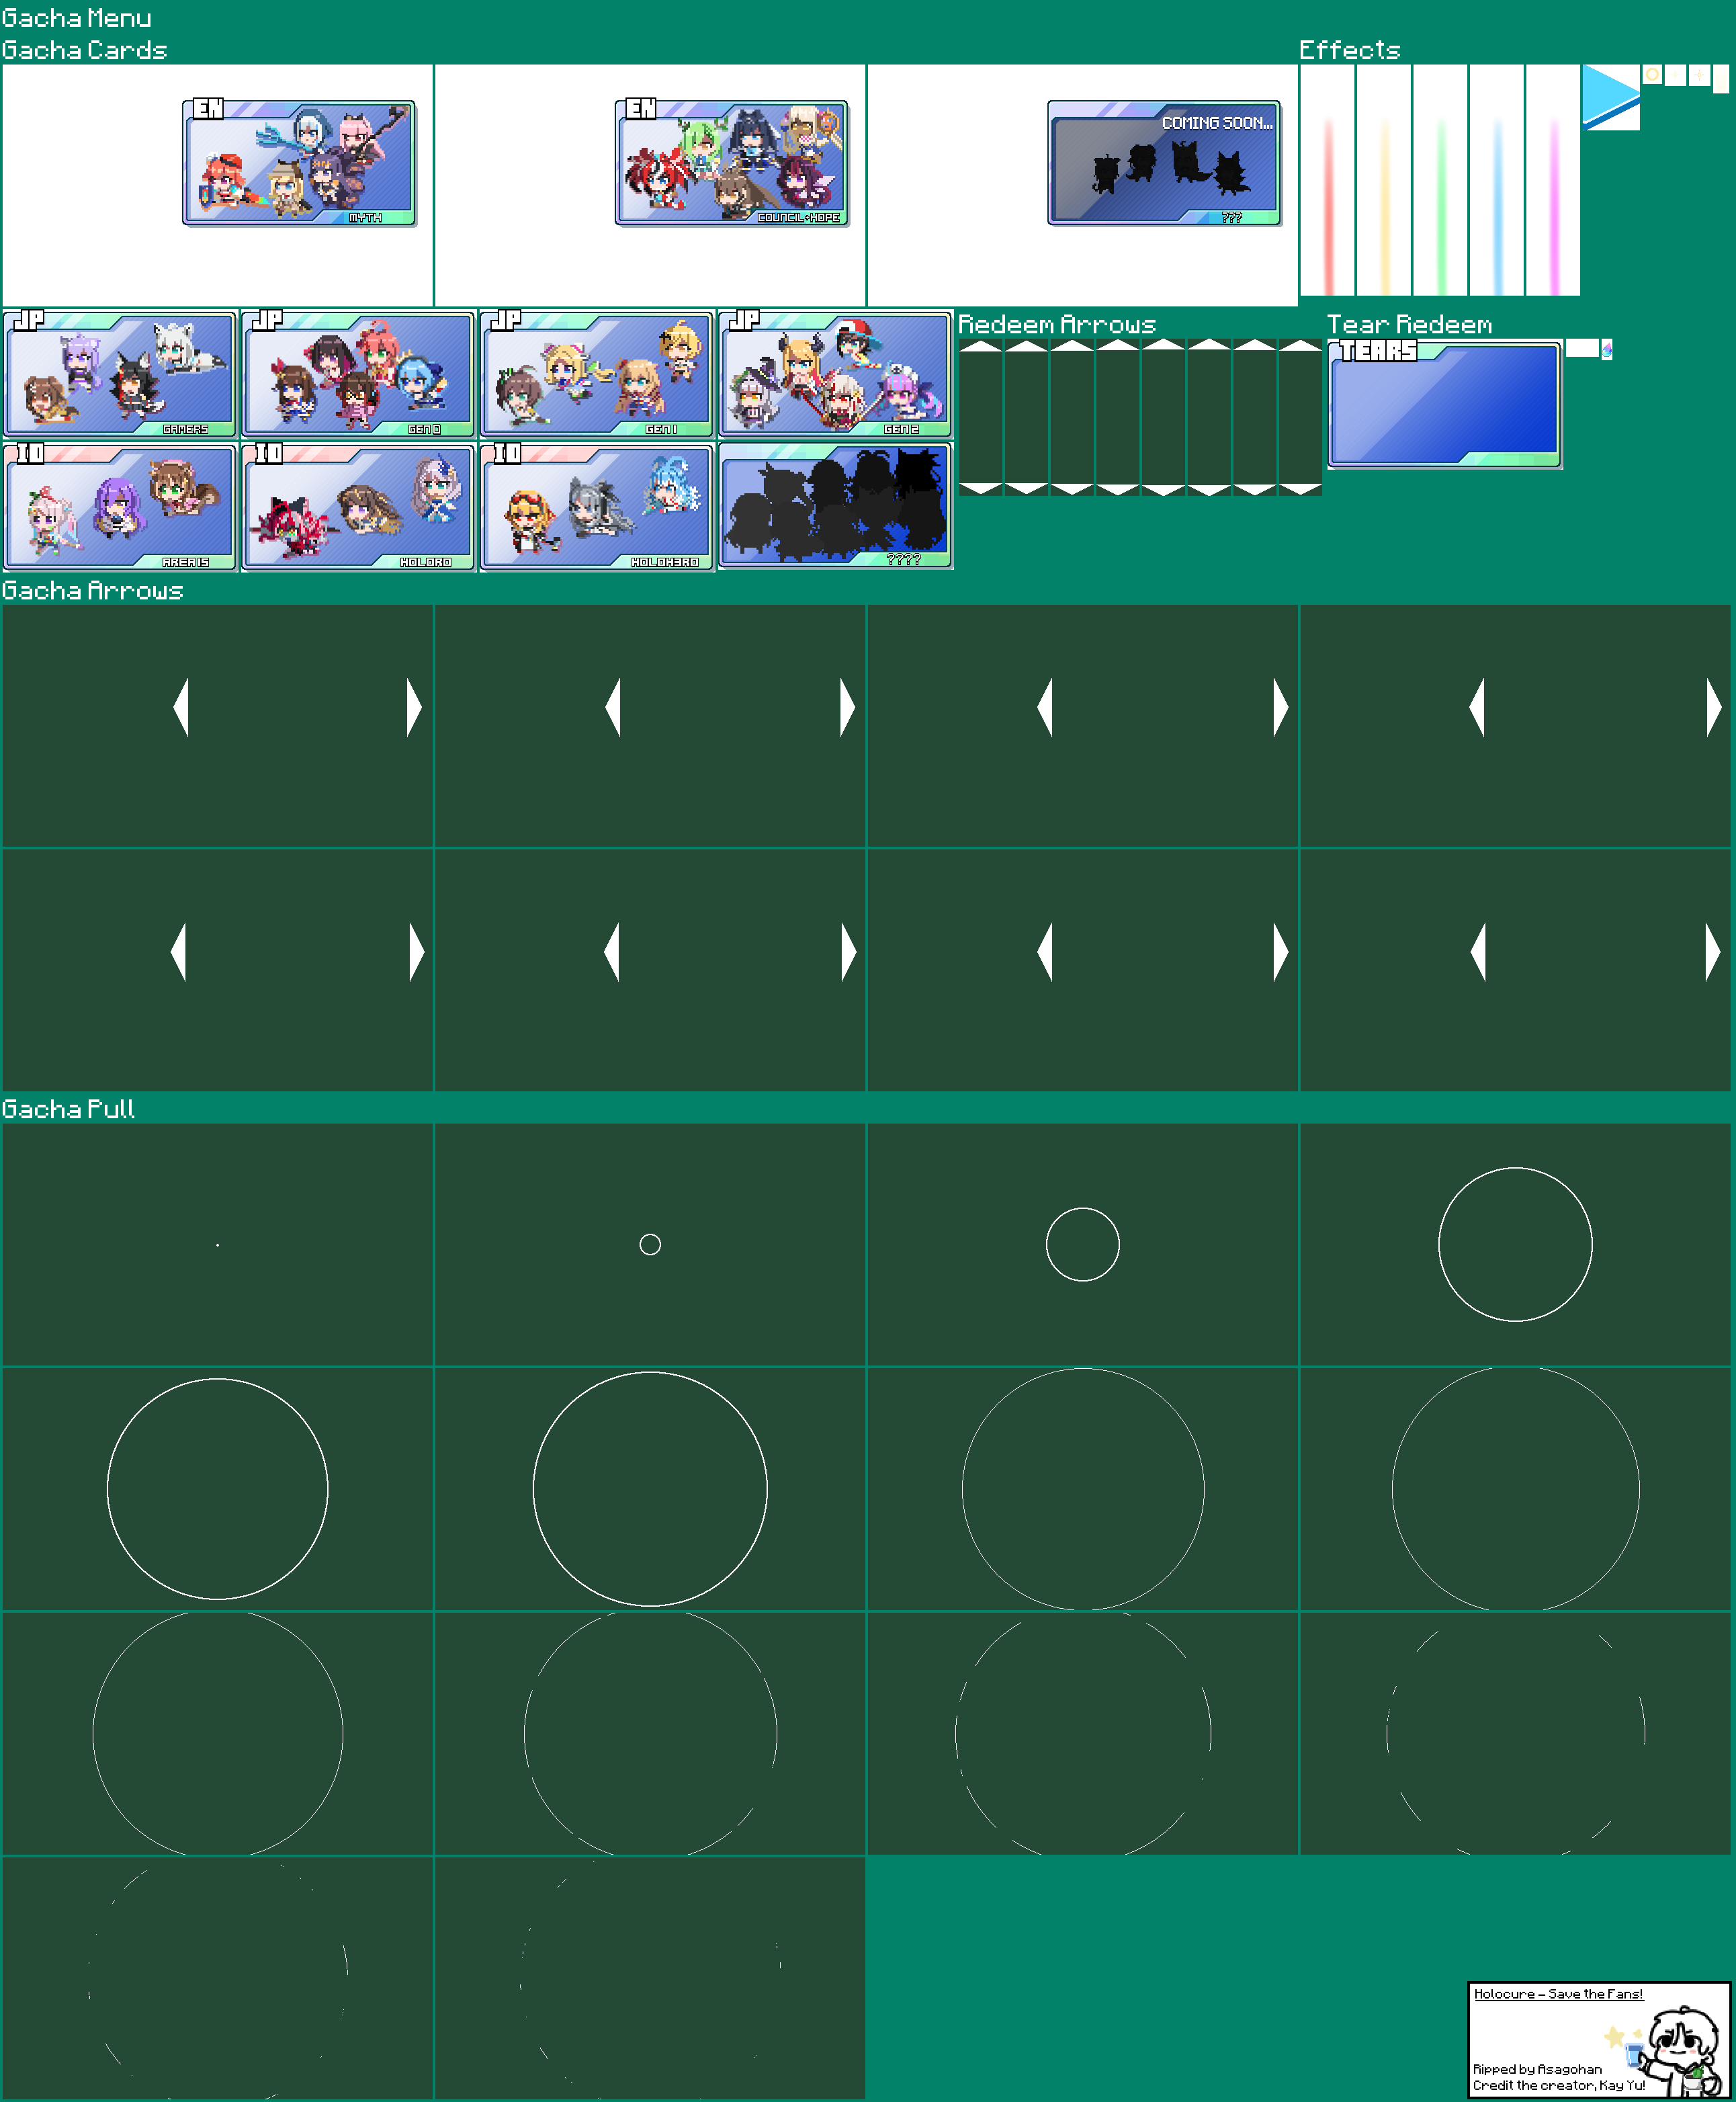 Gacha Menu
Gacha Cards
Effects
EN
MYTH
EN
COUNCIL+HOPE
COMING SOON...
???
JP
GAMERS
JP
GEN 0
JP
GEN 1
JP
GEN 2
Redeem Arrows
Tear Redeem
TEARS
ID
AREA 15
ID
HOLORO
ID
HOLOH3RO
????
Gacha Arrows
Gacha Pull
Holocure - Save the Fans!
Ripped by Asagohan
Credit the creator, Kay Yu!